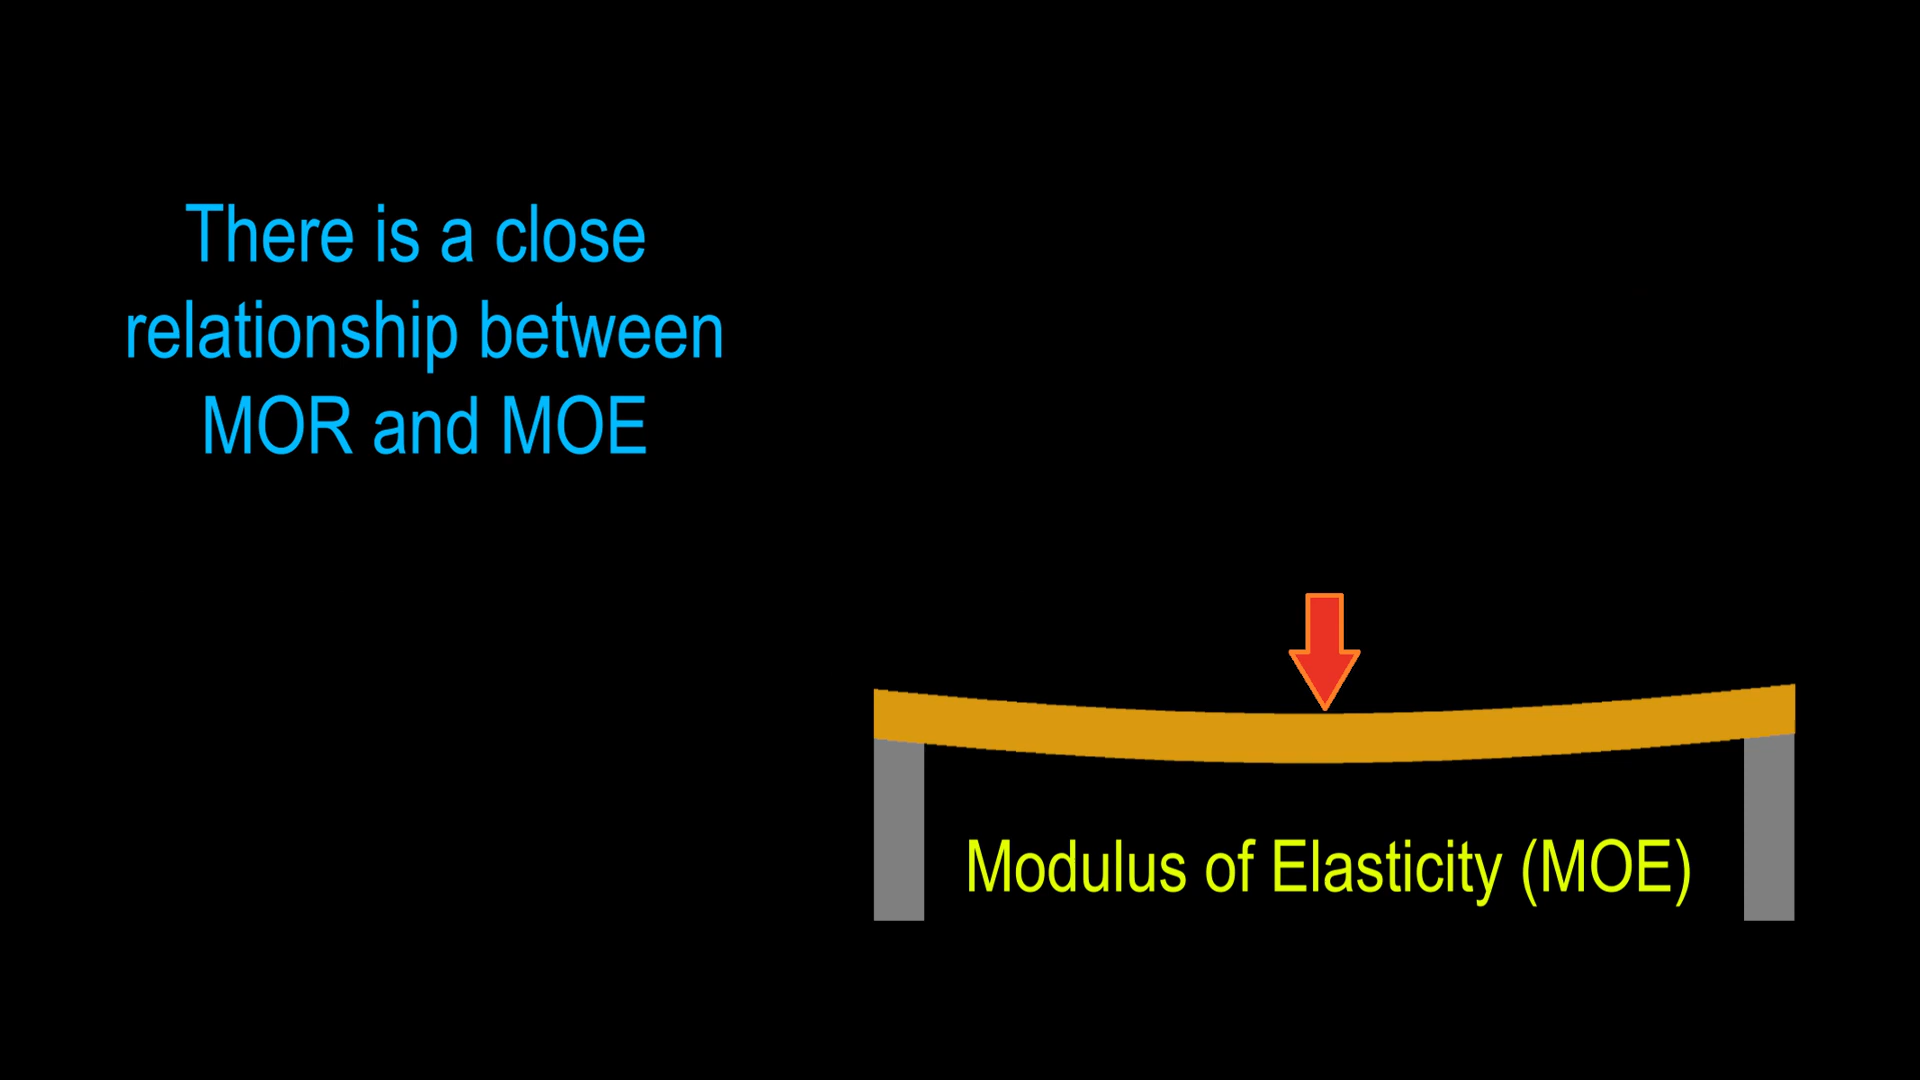 There is a close
relationship between
MOR and MOE
Modulus of Elasticity (MOE)